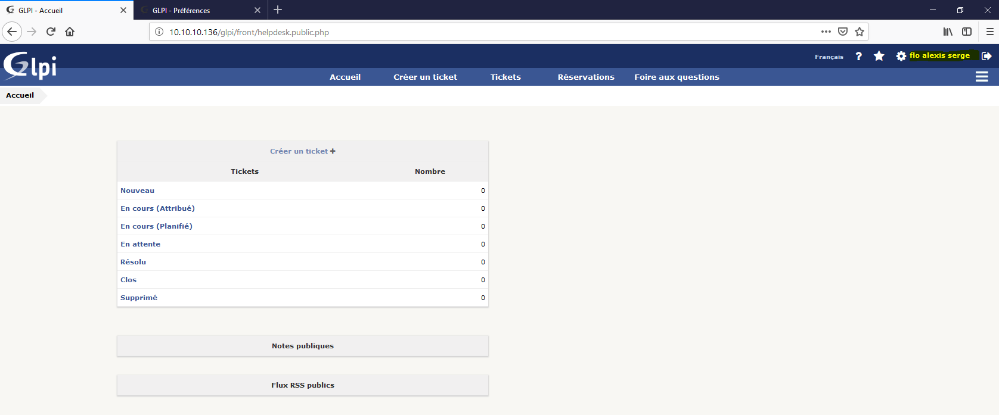 GLPI - Accueil
GLPI - Préférences
10.10.10.136/glpi/front/helpdesk.public.php
Glpi
Français ? flo alexis serge
Accueil Créer un ticket Tickets Réservations Foire aux questions
Accueil
Créer un ticket
Tickets Nombre
Nouveau 0
En cours (Attribué) 0
En cours (Planifié) 0
En attente 0
Résolu 0
Clos 0
Supprimé 0
Notes publiques
Flux RSS publics